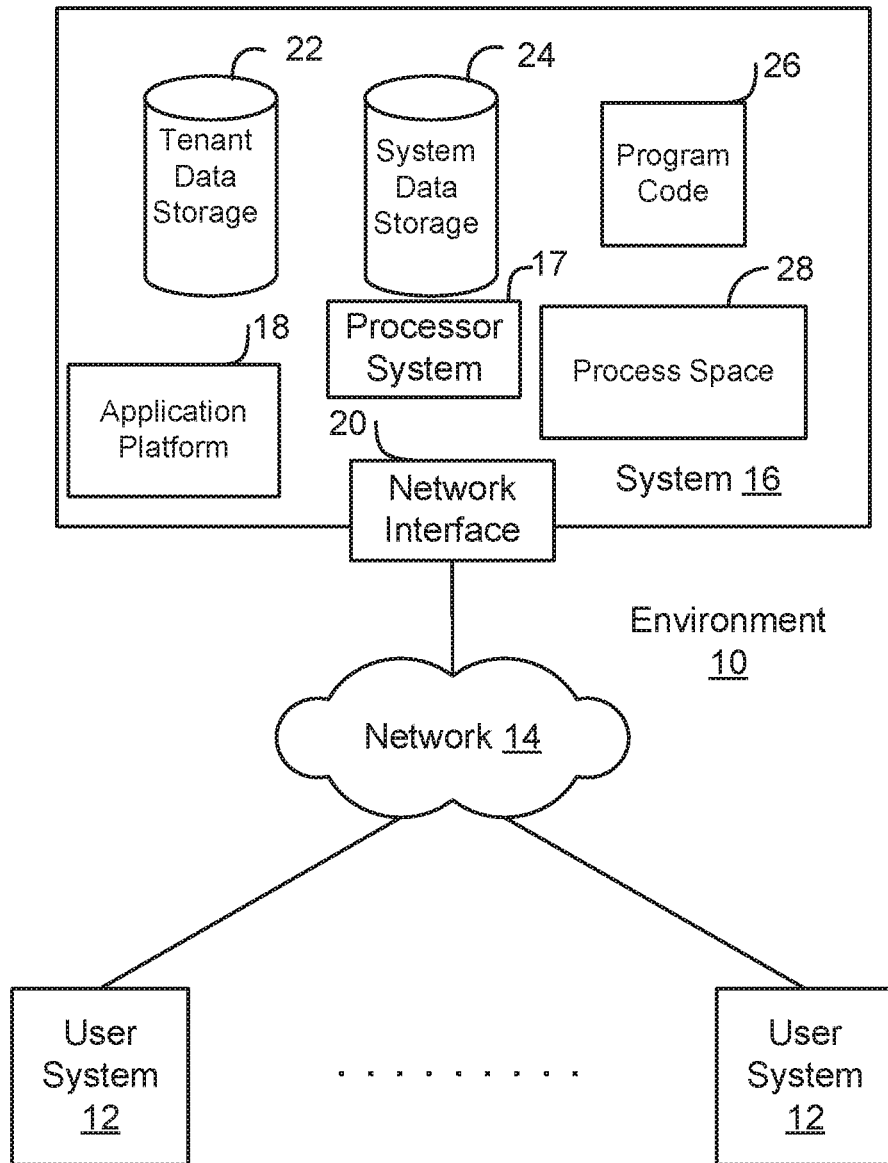 22
24
26
Tenant
Data
Storage
System
Data
Storage
Program
Code
17
28
18
Processor
System
Process Space
Application
Platform
20
Network
Interface
System 16
Environment
10
Network 14
User
System
12
User
System
12